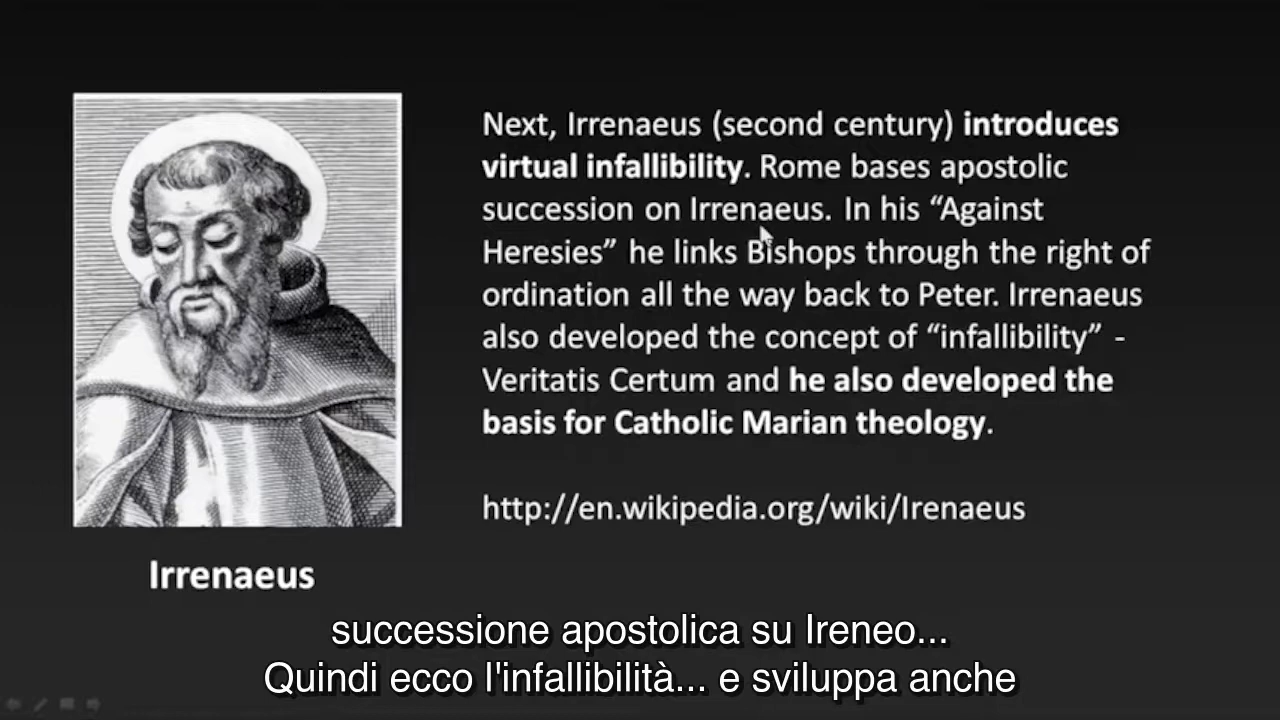 Next, Irrenaeus (second century) introduces
virtual infallibility. Rome bases apostolic
succession on Irrenaeus. In his “Against
Heresies” he links Bishops through the right of
ordination all the way back to Peter. Irrenaeus
also developed the concept of “infallibility” -
Veritatis Certum and he also developed the
basis for Catholic Marian theology.
http://en.wikipedia.org/wiki/Irenaeus
Irrenaeus
successione apostolica su Ireneo...
Quindi ecco l'infallibilità... e sviluppa anche